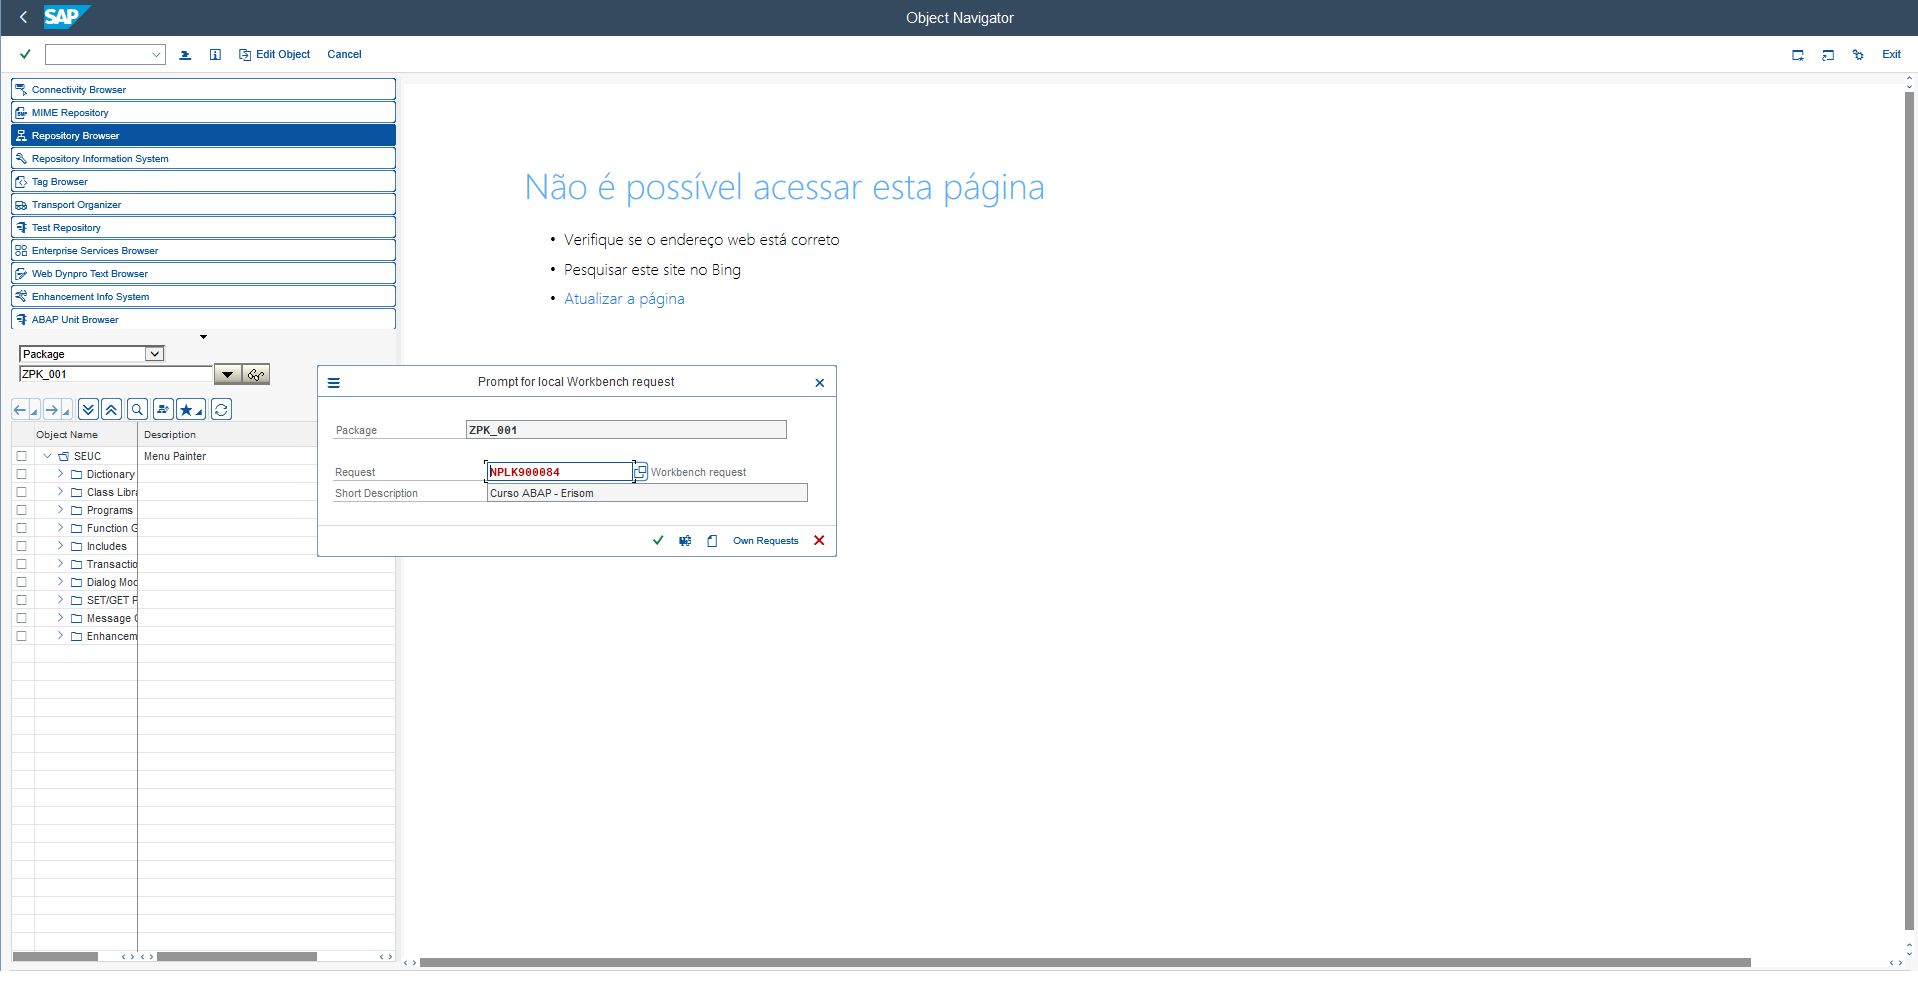 SAP
Object Navigator
Edit Object
Cancel
Exit
Connectivity Browser
MIME Repository
Repository Browser
Repository Information System
Tag Browser
Transport Organizer
Test Repository
Enterprise Services Browser
Web Dynpro Text Browser
Enhancement Info System
ABAP Unit Browser
Package
ZPK_001
Object Name
Description
SEUC
Menu Painter
Dictionary
Class Libra
Programs
Function G
Includes
Transactio
Dialog Mod
SET/GET P
Message C
Enhancem
Não é possível acessar esta página
• Verifique se o endereço web está correto
• Pesquisar este site no Bing
• Atualizar a página
Prompt for local Workbench request
Package
ZPK_001
Request
NPLK900084
Workbench request
Short Description
Curso ABAP - Erisom
Own Requests